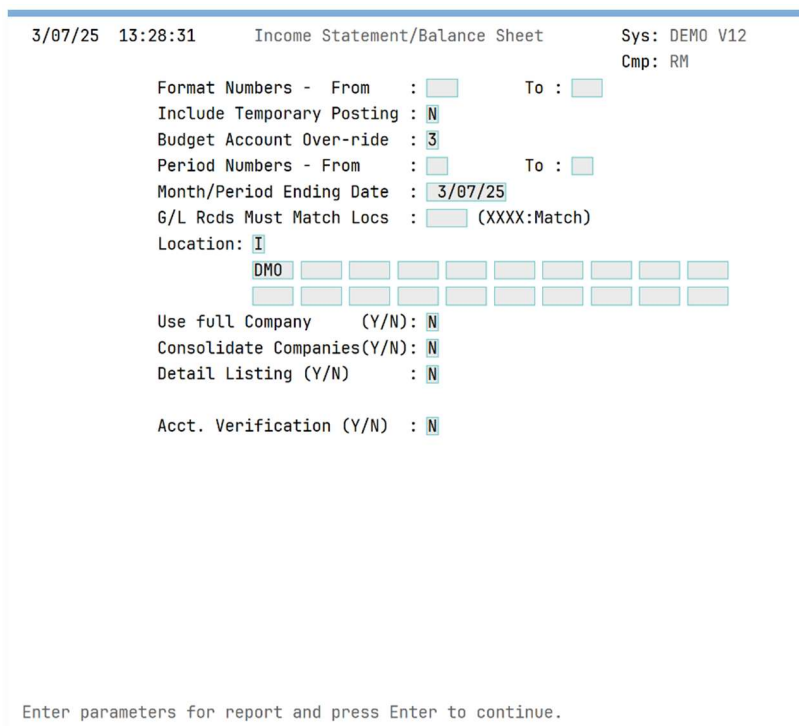 3/07/25  13:28:31  Income Statement/Balance Sheet  Sys: DEMO V12
Cmp: RM
Format Numbers -  From  :  To :
Include Temporary Posting : N
Budget Account Over-ride  : 3
Period Numbers - From  :  To :
Month/Period Ending Date  :  3/07/25
G/L Rcds Must Match Locs  :  (XXXX:Match)
Location: I
DMO
Use full Company  (Y/N): N
Consolidate Companies(Y/N): N
Detail Listing (Y/N)  : N
Acct. Verification (Y/N)  : N
Enter parameters for report and press Enter to continue.